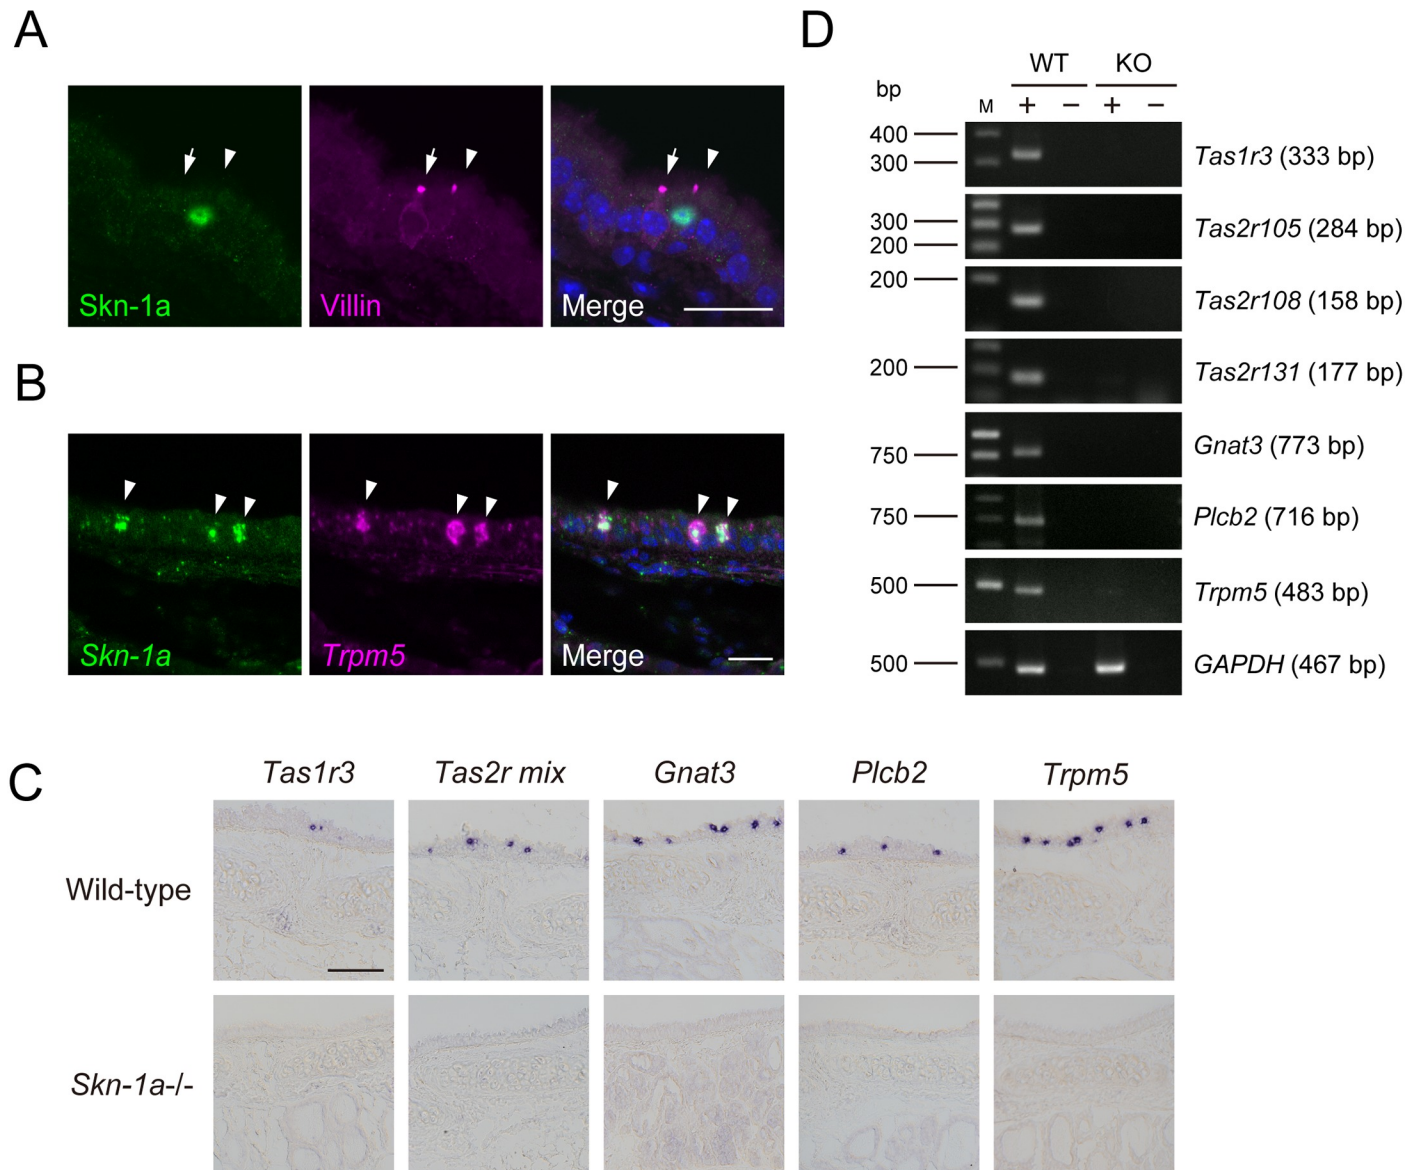 A
Skn-1a
Villin
Merge
B
Skn-1a
Trpm5
Merge
D
WT KO
bp
M + − + −
400
300
Tas1r3 (333 bp)
300
200
Tas2r105 (284 bp)
200
Tas2r108 (158 bp)
200
Tas2r131 (177 bp)
750
Gnat3 (773 bp)
750
Plcb2 (716 bp)
500
Trpm5 (483 bp)
500
GAPDH (467 bp)
C
Tas1r3 Tas2r mix Gnat3 Plcb2 Trpm5
Wild-type
Skn-1a-/-